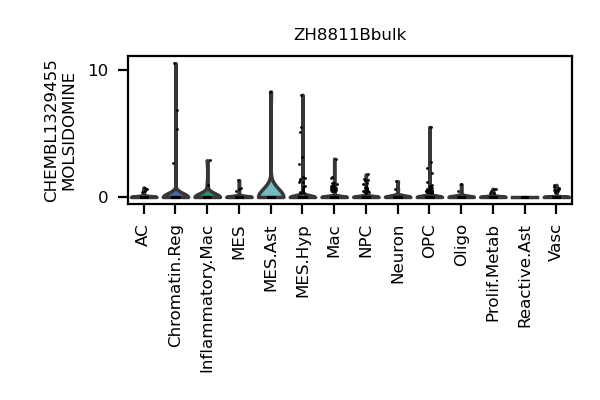 ZH8811Bbulk
CHEMBL1329455
MOLSIDOMINE
10
0
AC
Chromatin.Reg
Inflammatory.Mac
MES
MES.Ast
MES.Hyp
Mac
NPC
Neuron
OPC
Oligo
Prolif.Metab
Reactive.Ast
Vasc